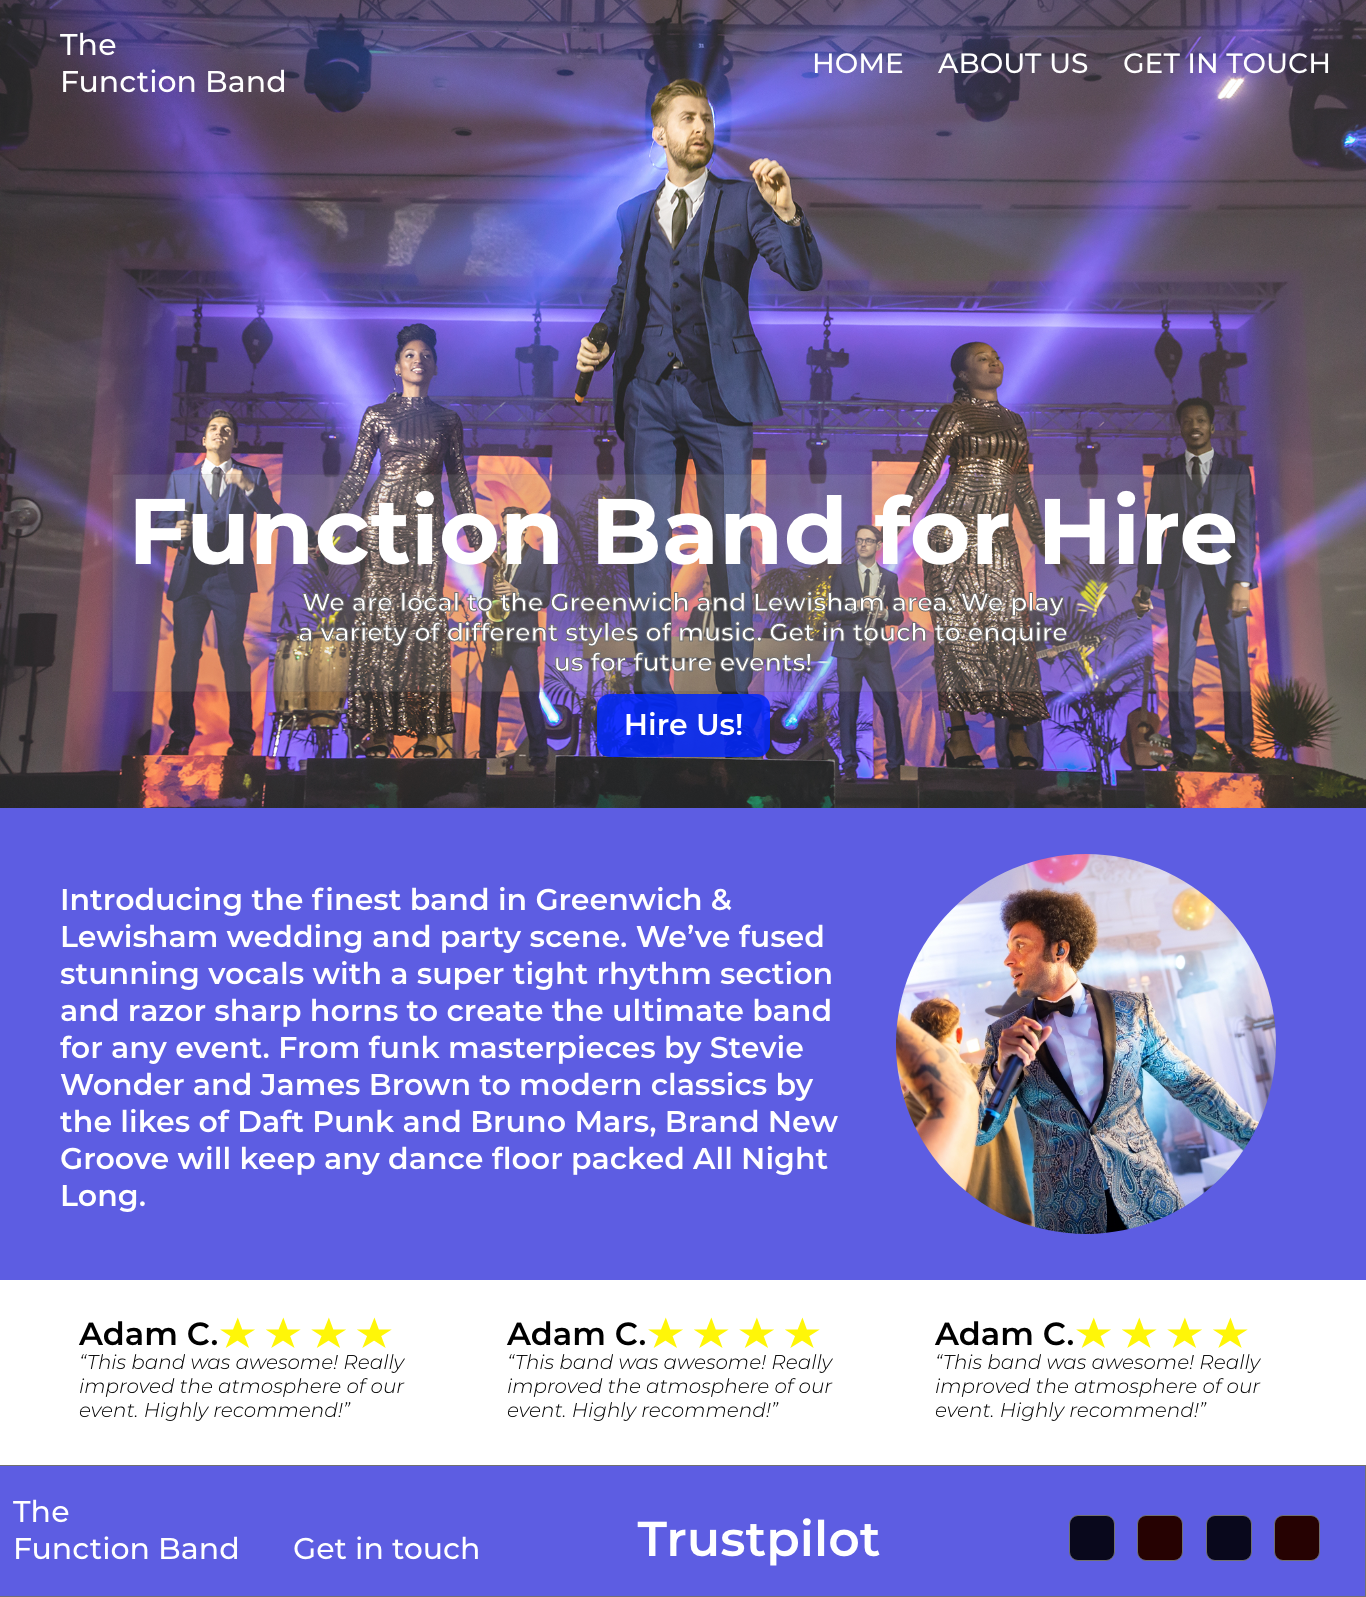 The
Function Band
HOME ABOUT US GET IN TOUCH
Function Band for Hire
We are local to the Greenwich and Lewisham area. We play
a variety of different styles of music. Get in touch to enquire
us for future events!
Hire Us!
Introducing the finest band in Greenwich &
Lewisham wedding and party scene. We’ve fused
stunning vocals with a super tight rhythm section
and razor sharp horns to create the ultimate band
for any event. From funk masterpieces by Stevie
Wonder and James Brown to modern classics by
the likes of Daft Punk and Bruno Mars, Brand New
Groove will keep any dance floor packed All Night
Long.
Adam C.
“This band was awesome! Really
improved the atmosphere of our
event. Highly recommend!”
Adam C.
“This band was awesome! Really
improved the atmosphere of our
event. Highly recommend!”
Adam C.
“This band was awesome! Really
improved the atmosphere of our
event. Highly recommend!”
The
Function Band
Get in touch
Trustpilot